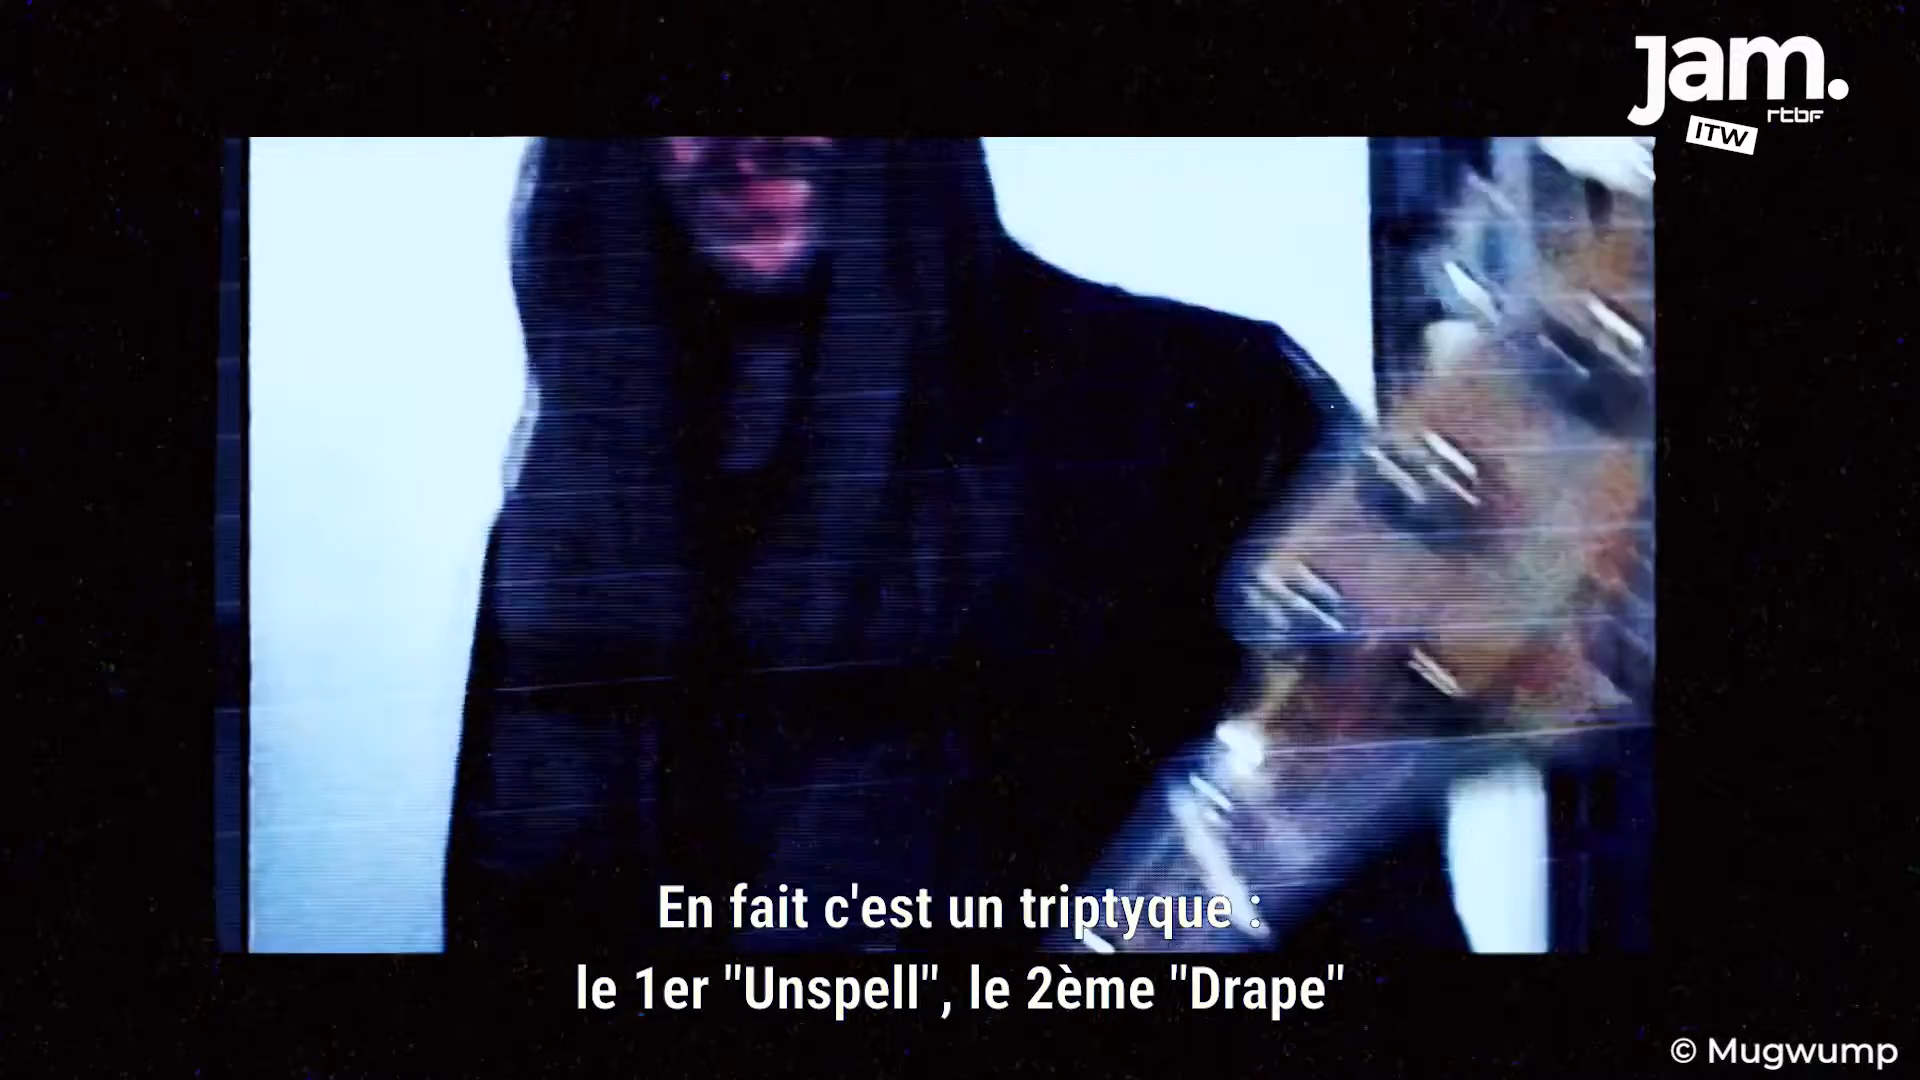 jam.
rtbf
ITW
En fait c'est un triptyque :
le 1er "Unspell", le 2ème "Drape"
© Mugwump